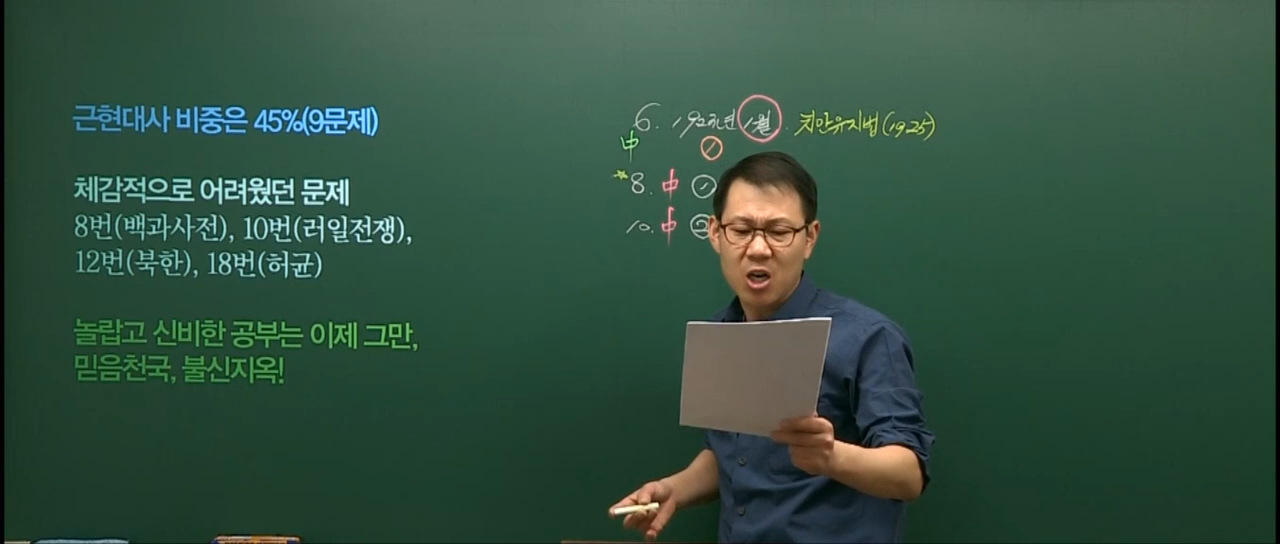 근현대사 비중은 45%(9문제)
체감적으로 어려웠던 문제
8번(백과사전), 10번(러일전쟁),
12번(북한), 18번(허균)
놀랍고 신비한 공부는 이제 그만,
믿음천국, 불신지옥!
6. 192 년 1월. 치안유지법(1925)
中 ①
☆8. 中 ①
10. 中 ②